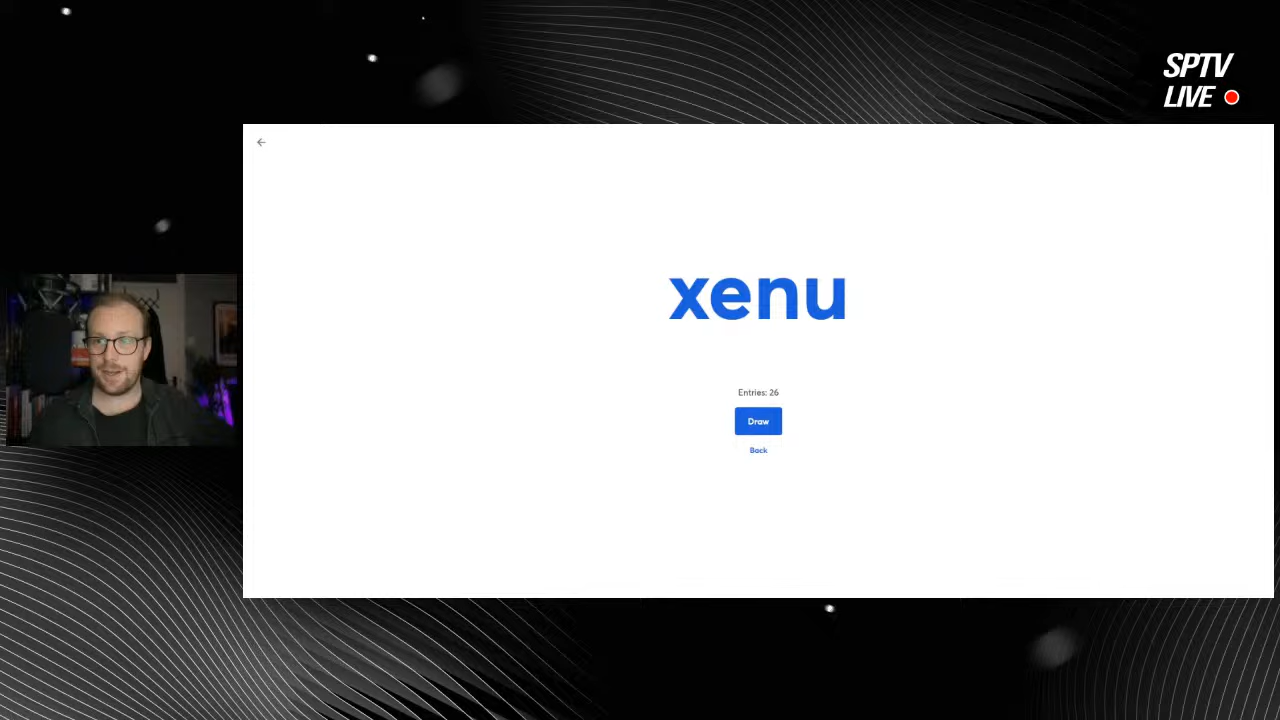 SPTV
LIVE
xenu
Entries: 26
Draw
Back